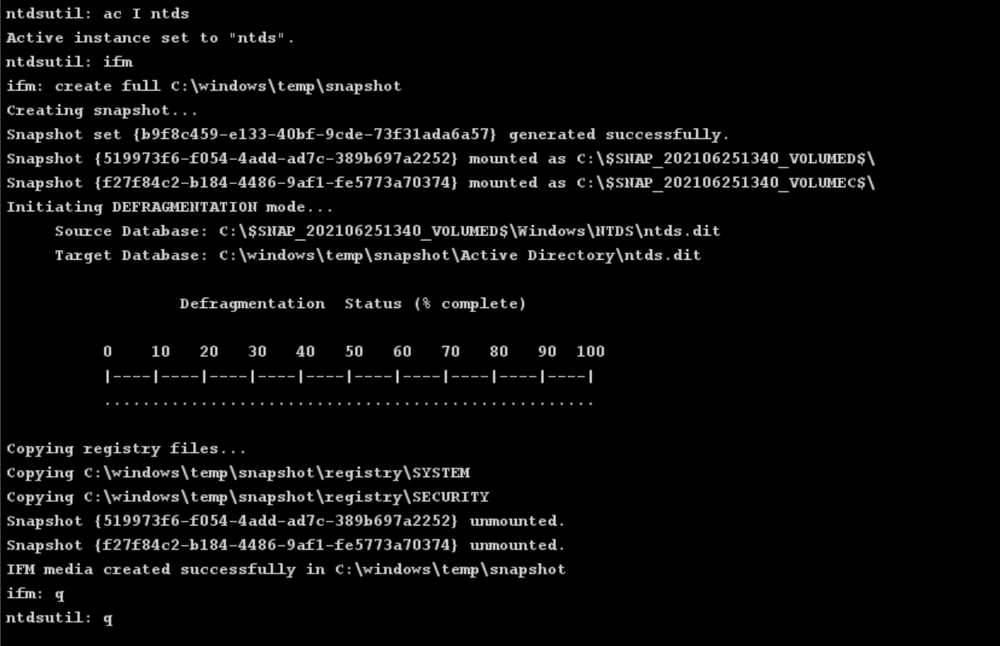 ntdsutil: ac I ntds
Active instance set to "ntds".
ntdsutil: ifm
ifm: create full C:\windows\temp\snapshot
Creating snapshot...
Snapshot set {b9f8c459-e133-40bf-9cde-73f31ada6a57} generated successfully.
Snapshot {519973f6-f054-4add-ad7c-389b697a2252} mounted as C:\$SNAP_202106251340_VOLUMED$\
Snapshot {f27f84c2-b184-4486-9af1-fe5773a70374} mounted as C:\$SNAP_202106251340_VOLUMEC$\
Initiating DEFRAGMENTATION mode...
     Source Database: C:\$SNAP_202106251340_VOLUMED$\Windows\NTDS\ntds.dit
     Target Database: C:\windows\temp\snapshot\Active Directory\ntds.dit
                  Defragmentation  Status (% complete)
          0    10   20   30   40   50   60   70   80   90  100
          |----|----|----|----|----|----|----|----|----|----|
          ...................................................
Copying registry files...
Copying C:\windows\temp\snapshot\registry\SYSTEM
Copying C:\windows\temp\snapshot\registry\SECURITY
Snapshot {519973f6-f054-4add-ad7c-389b697a2252} unmounted.
Snapshot {f27f84c2-b184-4486-9af1-fe5773a70374} unmounted.
IFM media created successfully in C:\windows\temp\snapshot
ifm: q
ntdsutil: q